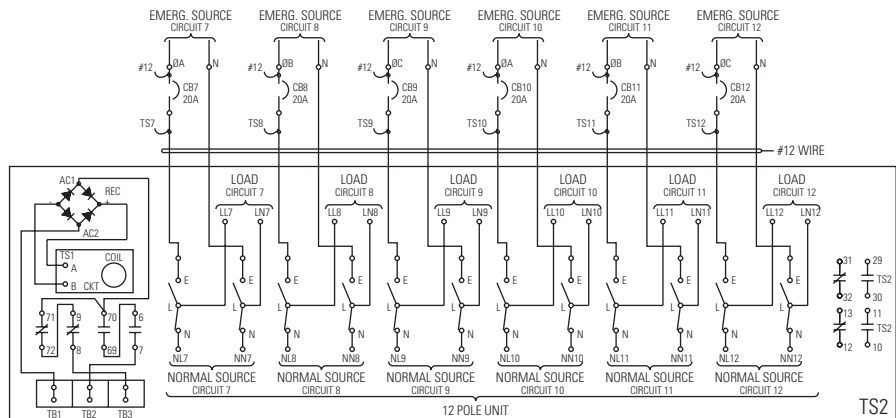 EMERG. SOURCE EMERG. SOURCE EMERG. SOURCE EMERG. SOURCE EMERG. SOURCE EMERG. SOURCE
CIRCUIT 7 CIRCUIT 8 CIRCUIT 9 CIRCUIT 10 CIRCUIT 11 CIRCUIT 12
#12 ØA N #12 ØB N #12 ØC N #12 ØA N #12 ØB N #12 ØC N
CB7 CB8 CB9 CB10 CB11 CB12
20A 20A 20A 20A 20A 20A
TS7 TS8 TS9 TS10 TS11 TS12
#12 WIRE
AC1 REC
- +
AC2
LOAD LOAD LOAD LOAD LOAD LOAD
CIRCUIT 7 CIRCUIT 8 CIRCUIT 9 CIRCUIT 10 CIRCUIT 11 CIRCUIT 12
LL7 LN7 LL8 LN8 LL9 LN9 LL10 LN10 LL11 LN11 LL12 LN12
TS1 COIL
A
B CKT
E E E E E E E E E E E E
L L L L L L L L L L L L
N N N N N N N N N N N N
31 29
TS2
32 30
13 11
TS2
12 10
71 9 70 6
72 8 69 7
NL7 NN7 NL8 NN8 NL9 NN9 NL10 NN10 NL11 NN11 NL12 NN12
NORMAL SOURCE NORMAL SOURCE NORMAL SOURCE NORMAL SOURCE NORMAL SOURCE NORMAL SOURCE
CIRCUIT 7 CIRCUIT 8 CIRCUIT 9 CIRCUIT 10 CIRCUIT 11 CIRCUIT 12
TB1 TB2 TB3
12 POLE UNIT
TS2